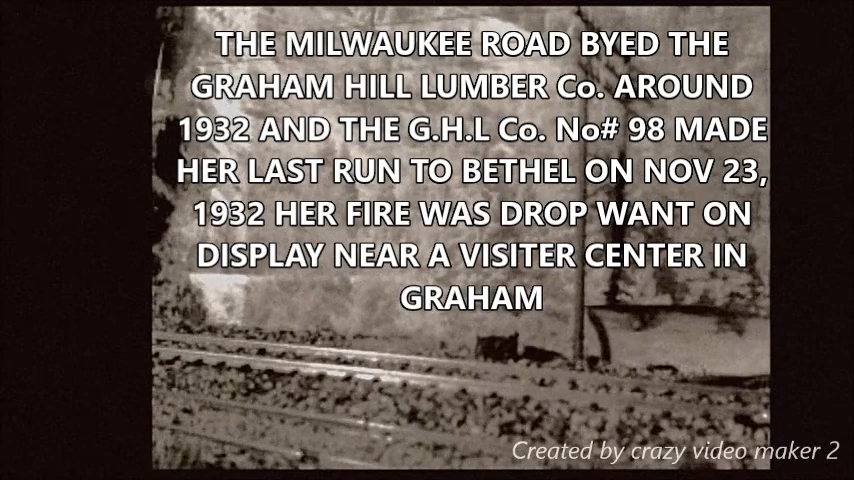 THE MILWAUKEE ROAD BYED THE
GRAHAM HILL LUMBER Co. AROUND
1932 AND THE G.H.L Co. No# 98 MADE
HER LAST RUN TO BETHEL ON NOV 23,
1932 HER FIRE WAS DROP WANT ON
DISPLAY NEAR A VISITER CENTER IN
GRAHAM
Created by crazy video maker 2